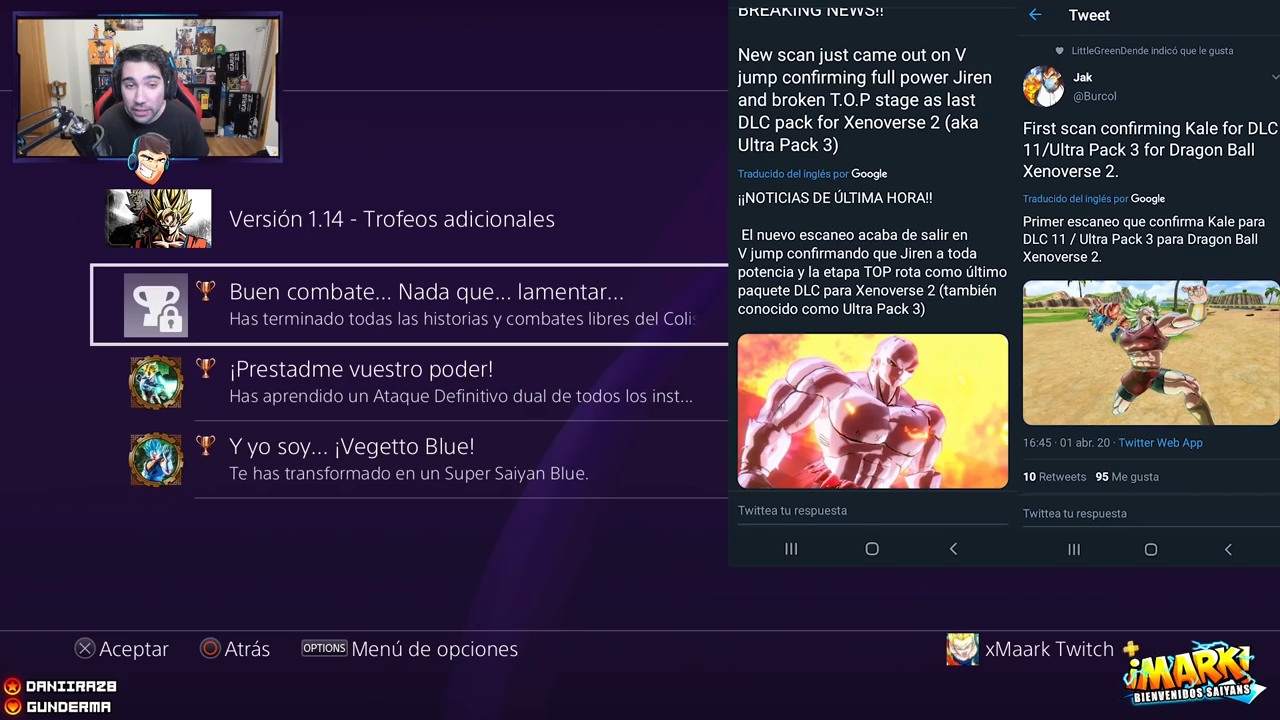 BREAKING NEWS!!
New scan just came out on V
jump confirming full power Jiren
and broken T.O.P stage as last
DLC pack for Xenoverse 2 (aka
Ultra Pack 3)
Traducido del inglés por Google
¡¡NOTICIAS DE ÚLTIMA HORA!!
El nuevo escaneo acaba de salir en
V jump confirmando que Jiren a toda
potencia y la etapa TOP rota como último
paquete DLC para Xenoverse 2 (también
conocido como Ultra Pack 3)
Twittea tu respuesta
Tweet
LittleGreenDende indicó que le gusta
Jak
@Burcol
First scan confirming Kale for DLC
11/Ultra Pack 3 for Dragon Ball
Xenoverse 2.
Traducido del inglés por Google
Primer escaneo que confirma Kale para
DLC 11 / Ultra Pack 3 para Dragon Ball
Xenoverse 2.
16:45 · 01 abr. 20 · Twitter Web App
10 Retweets 95 Me gusta
Twittea tu respuesta
Versión 1.14 - Trofeos adicionales
Buen combate... Nada que... lamentar...
Has terminado todas las historias y combates libres del Coli
¡Prestadme vuestro poder!
Has aprendido un Ataque Definitivo dual de todos los inst...
Y yo soy... ¡Vegetto Blue!
Te has transformado en un Super Saiyan Blue.
Aceptar
Atrás
OPTIONS Menú de opciones
xMaark Twitch
¡MARK!
BIENVENIDOS SAIYANS
DANIIRAZ8
GUNDERMA